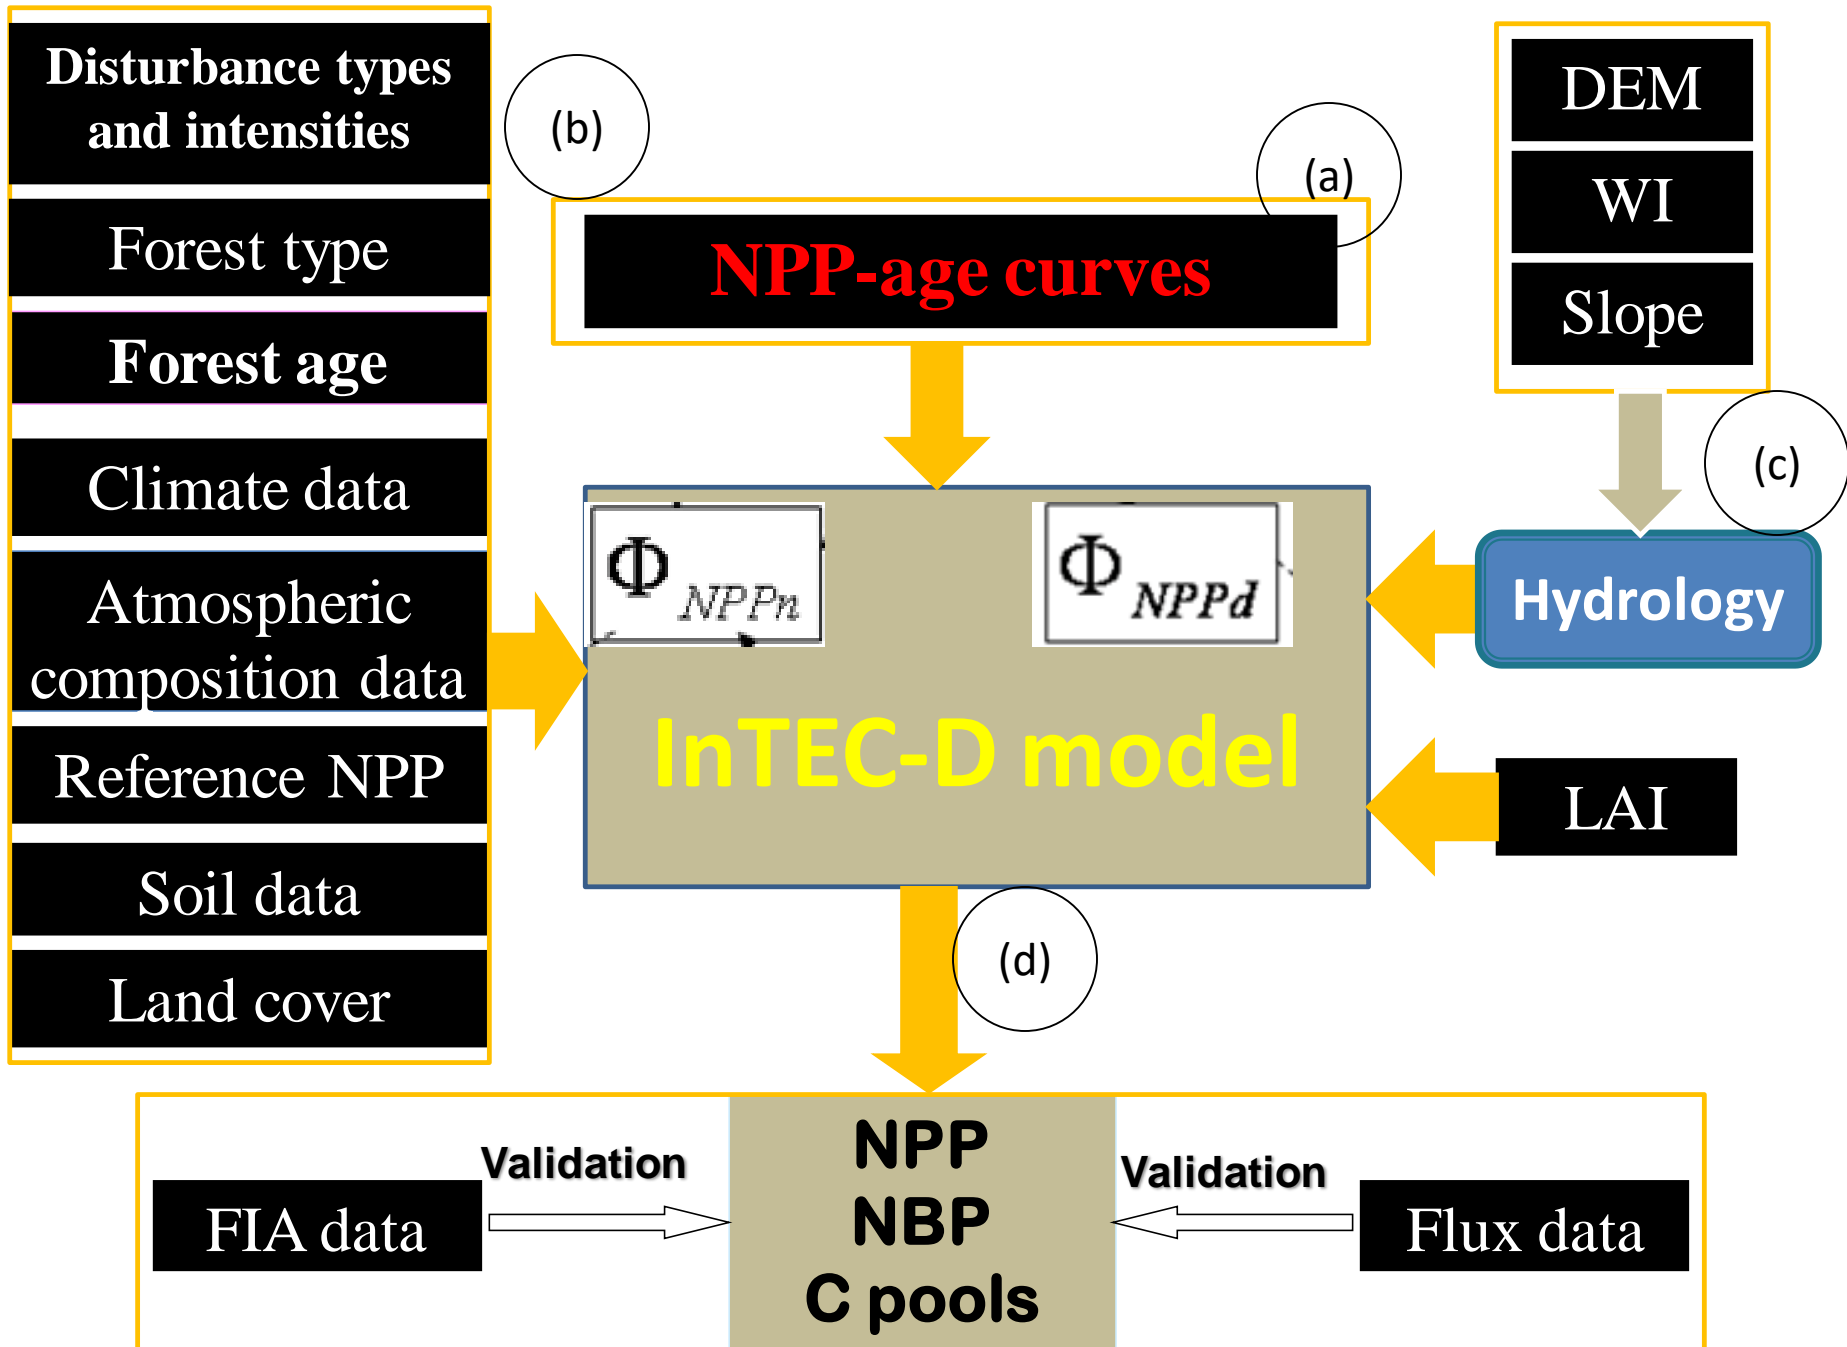 Disturbance types
and intensities
Forest type
Forest age
Climate data
Atmospheric
composition data
Reference NPP
Soil data
Land cover
(b)
(a)
NPP-age curves
DEM
WI
Slope
(c)
Hydrology
LAI
Φ NPPn
Φ NPPd
InTEC-D model
(d)
Validation
FIA data
NPP
NBP
C pools
Validation
Flux data